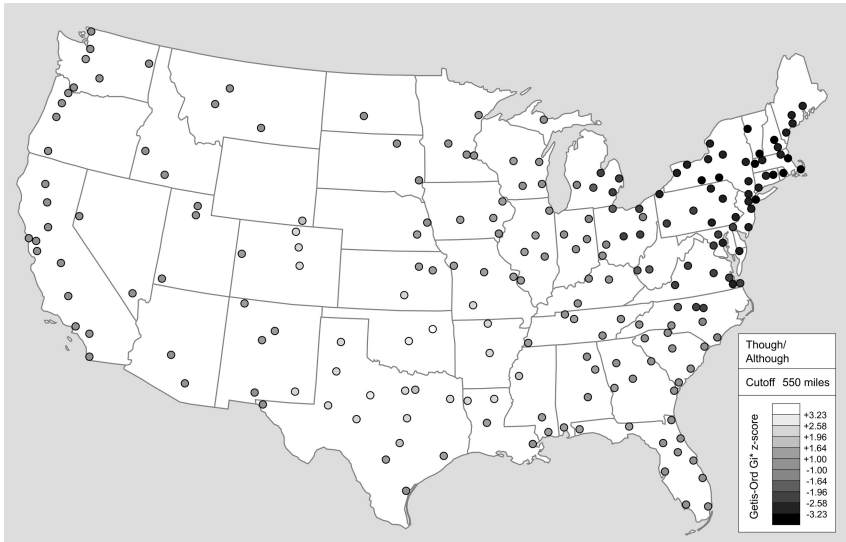 Though/
Although
Cutoff 550 miles
Getis-Ord Gi* z-score
+3.23
+2.58
+1.96
+1.64
+1.00
-1.00
-1.64
-1.96
-2.58
-3.23